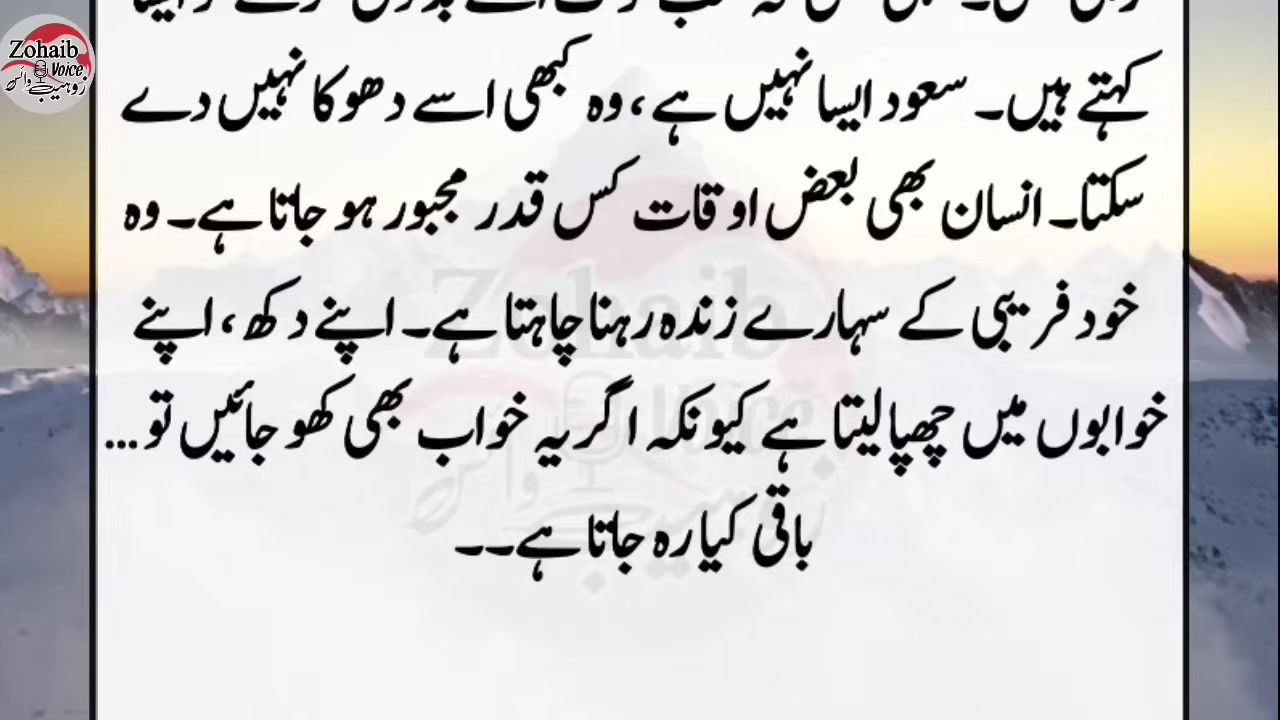 Zohaib
Voice
زوہیب وائس
کہتے ہیں۔ سعود ایسا نہیں ہے، وہ کبھی اسے دھوکا نہیں دے
سکتا۔ انسان بھی بعض اوقات کس قدر مجبور ہو جاتا ہے۔ وہ
خود فریبی کے سہارے زندہ رہنا چاہتا ہے۔ اپنے دکھ، اپنے
خوابوں میں چھپا لیتا ہے کیونکہ اگر یہ خواب بھی کھو جائیں تو...
باقی کیا رہ جاتا ہے۔۔